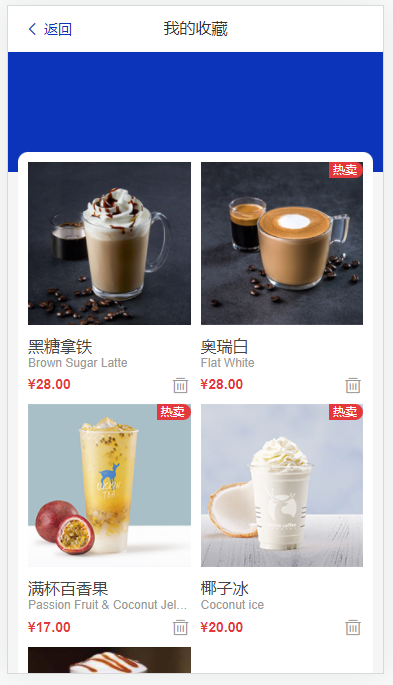 返回
我的收藏
热卖
黑糖拿铁
Brown Sugar Latte
¥28.00
奥瑞白
Flat White
¥28.00
热卖
热卖
满杯百香果
Passion Fruit & Coconut Jel...
¥17.00
椰子冰
Coconut ice
¥20.00